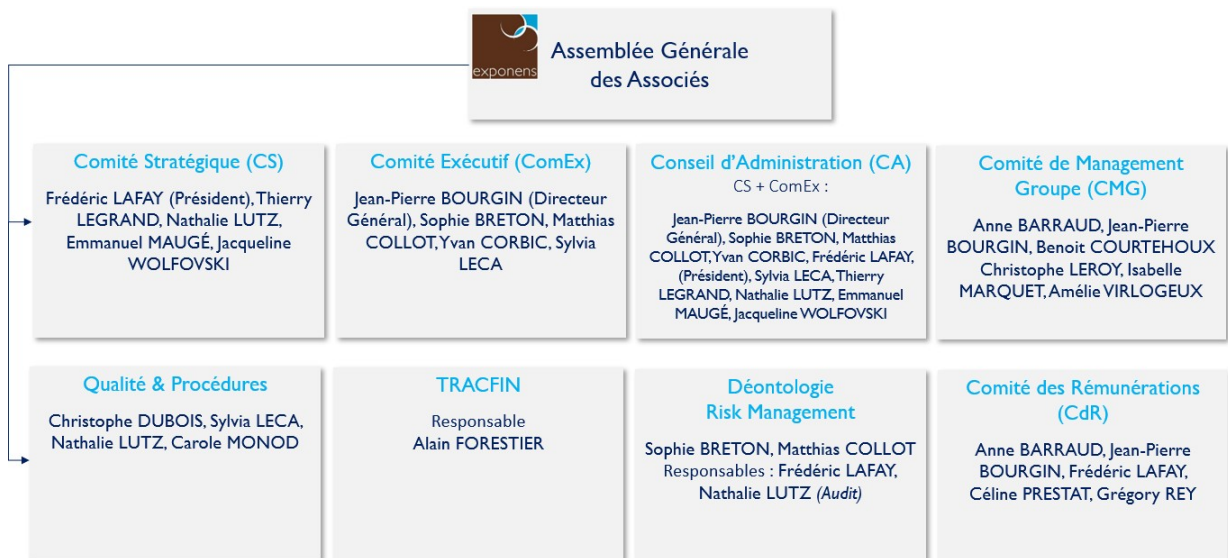 exponens
Assemblée Générale
des Associés
Comité Stratégique (CS)
Frédéric LAFAY (Président), Thierry
LEGRAND, Nathalie LUTZ,
Emmanuel MAUGÉ, Jacqueline
WOLFOVSKI
Comité Exécutif (ComEx)
Jean-Pierre BOURGIN (Directeur
Général), Sophie BRETON, Matthias
COLLOT, Yvan CORBIC, Sylvia
LECA
Conseil d'Administration (CA)
CS + ComEx :
Jean-Pierre BOURGIN (Directeur
Général), Sophie BRETON, Matthias
COLLOT, Yvan CORBIC, Frédéric LAFAY,
(Président), Sylvia LECA, Thierry
LEGRAND, Nathalie LUTZ, Emmanuel
MAUGÉ, Jacqueline WOLFOVSKI
Comité de Management
Groupe (CMG)
Anne BARRAUD, Jean-Pierre
BOURGIN, Benoit COURTEHOUX
Christophe LEROY, Isabelle
MARQUET, Amélie VIRLOGEUX
Qualité & Procédures
Christophe DUBOIS, Sylvia LECA,
Nathalie LUTZ, Carole MONOD
TRACFIN
Responsable
Alain FORESTIER
Déontologie
Risk Management
Sophie BRETON, Matthias COLLOT
Responsables : Frédéric LAFAY,
Nathalie LUTZ (Audit)
Comité des Rémunérations
(CdR)
Anne BARRAUD, Jean-Pierre
BOURGIN, Frédéric LAFAY,
Céline PRESTAT, Grégory REY